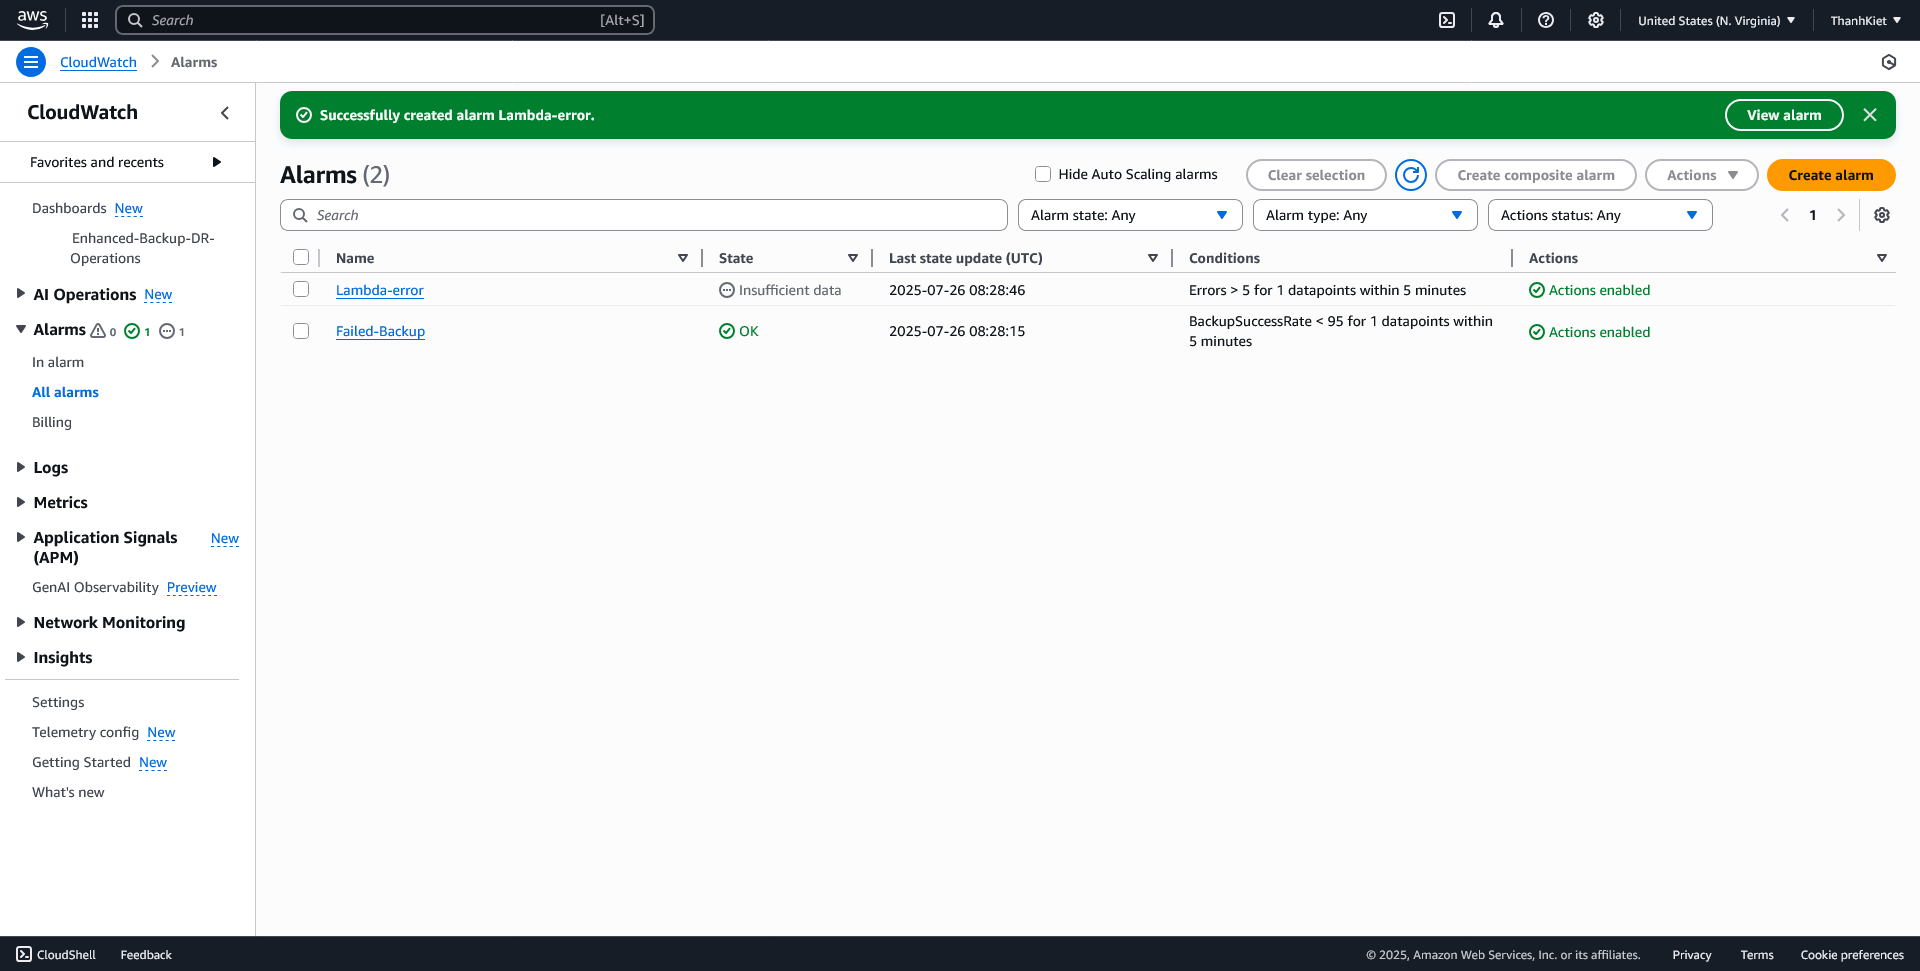 aws
Search [Alt+S]
United States (N. Virginia)
ThanhKiet
CloudWatch
Alarms
CloudWatch
Favorites and recents
Dashboards New
Enhanced-Backup-DR-
Operations
AI Operations New
Alarms 0 1 1
In alarm
All alarms
Billing
Logs
Metrics
Application Signals New
(APM)
GenAI Observability Preview
Network Monitoring
Insights
Settings
Telemetry config New
Getting Started New
What's new
Successfully created alarm Lambda-error.
View alarm
Alarms (2)
Hide Auto Scaling alarms
Clear selection
Create composite alarm
Actions
Create alarm
Search
Alarm state: Any
Alarm type: Any
Actions status: Any
1
Name State Last state update (UTC) Conditions Actions
Lambda-error Insufficient data 2025-07-26 08:28:46 Errors > 5 for 1 datapoints within 5 minutes Actions enabled
Failed-Backup OK 2025-07-26 08:28:15 BackupSuccessRate < 95 for 1 datapoints within Actions enabled
5 minutes
CloudShell
Feedback
© 2025, Amazon Web Services, Inc. or its affiliates.
Privacy
Terms
Cookie preferences